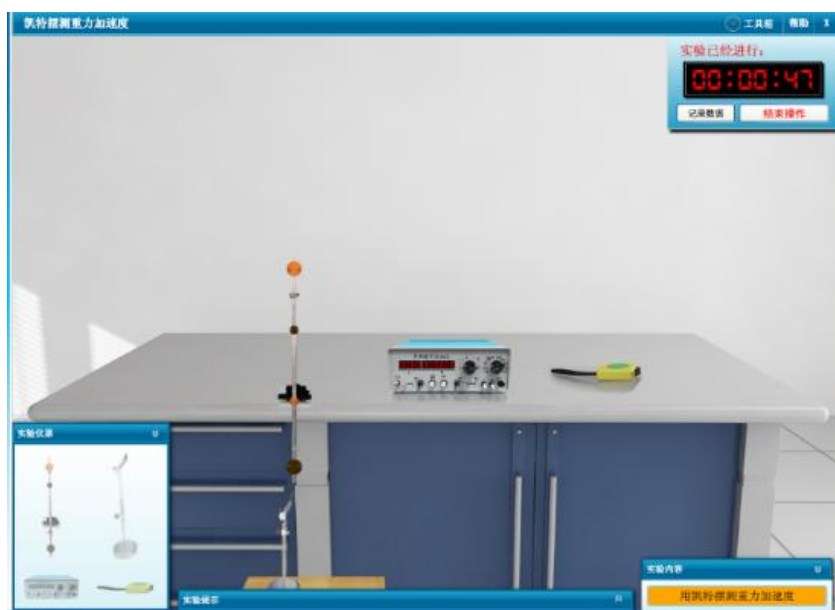 凯特摆测重力加速度
工具箱 帮助 x
实验已经进行:
00:00:47
记录数据 结束操作
实验仪器
实验提示
实验内容
用凯特摆测重力加速度